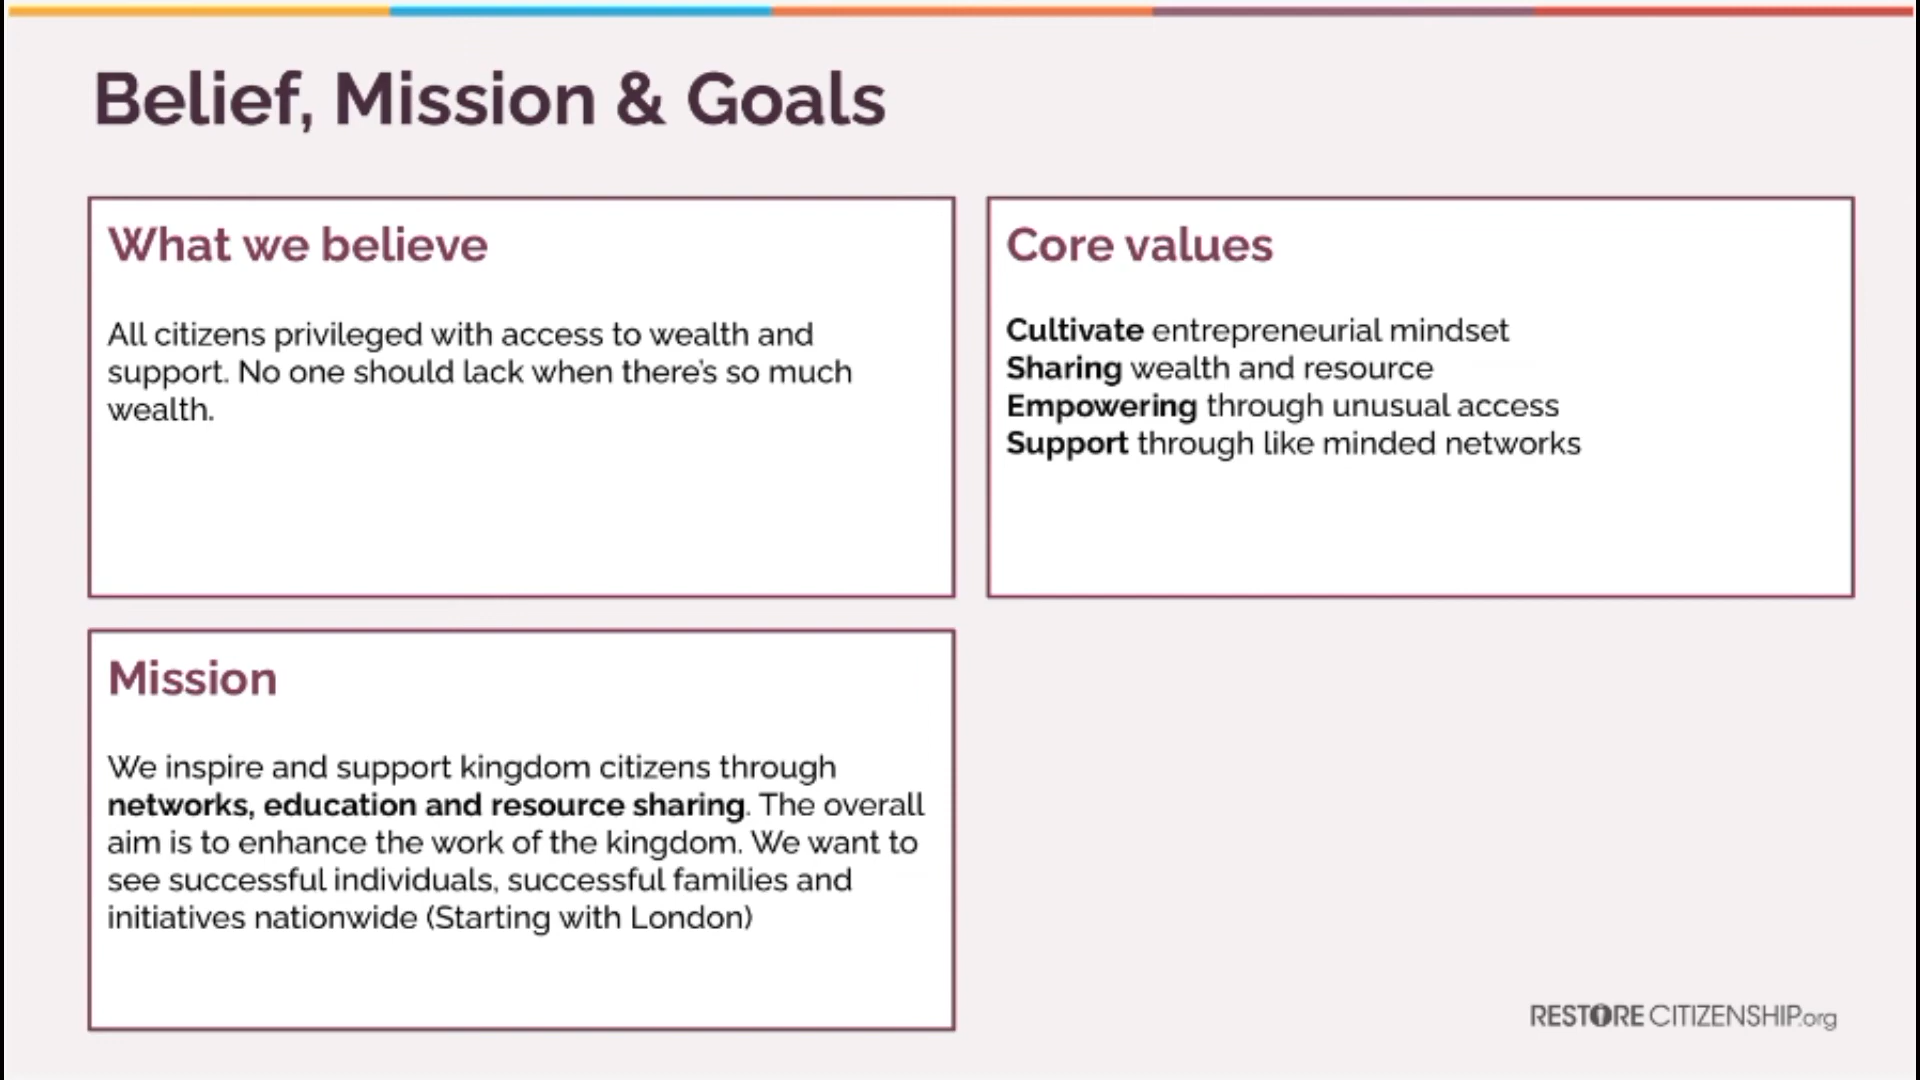 Belief, Mission & Goals
What we believe
All citizens privileged with access to wealth and
support. No one should lack when there's so much
wealth.
Core values
Cultivate entrepreneurial mindset
Sharing wealth and resource
Empowering through unusual access
Support through like minded networks
Mission
We inspire and support kingdom citizens through
networks, education and resource sharing. The overall
aim is to enhance the work of the kingdom. We want to
see successful individuals, successful families and
initiatives nationwide (Starting with London)
RESTORE CITIZENSHIP.org